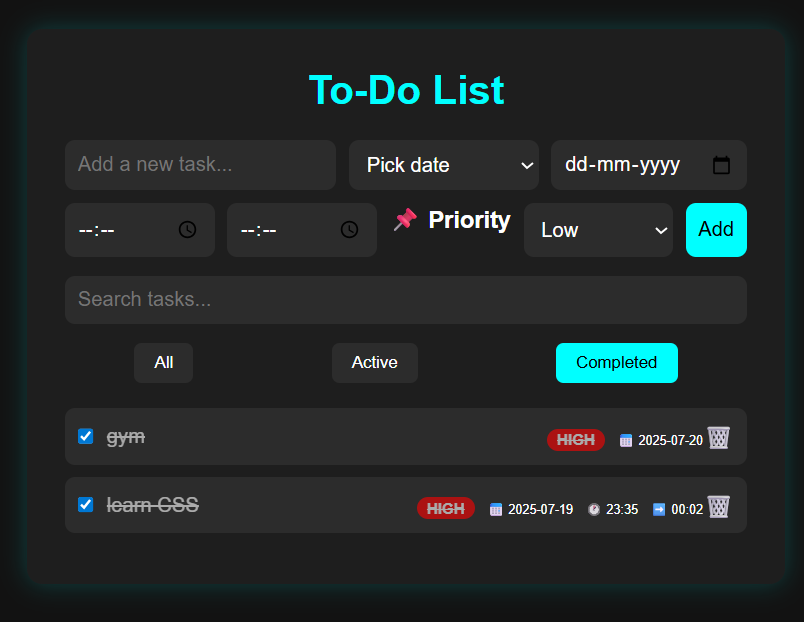 To-Do List
Add a new task... Pick date dd-mm-yyyy
--:-- --:-- 📌 Priority Low Add
Search tasks...
All Active Completed
gym HIGH 2025-07-20
learn CSS HIGH 2025-07-19 23:35 00:02